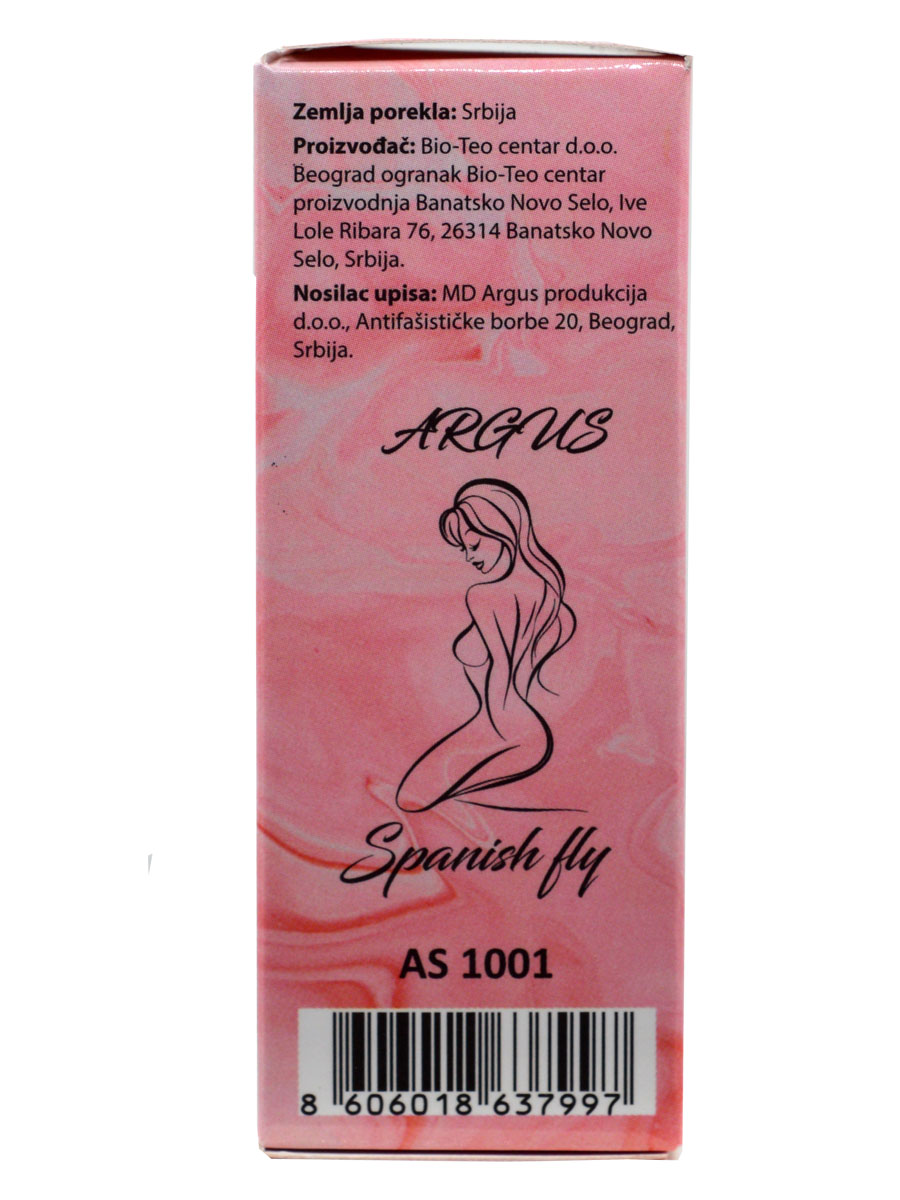 Zemlja porekla: Srbija
Proizvođač: Bio-Teo centar d.o.o.
Beograd ogranak Bio-Teo centar
proizvodnja Banatsko Novo Selo, Ive
Lole Ribara 76, 26314 Banatsko Novo
Selo, Srbija.
Nosilac upisa: MD Argus produkcija
d.o.o., Antifašističke borbe 20, Beograd,
Srbija.
ARGUS
Spanish fly
AS 1001
8 606018 637997